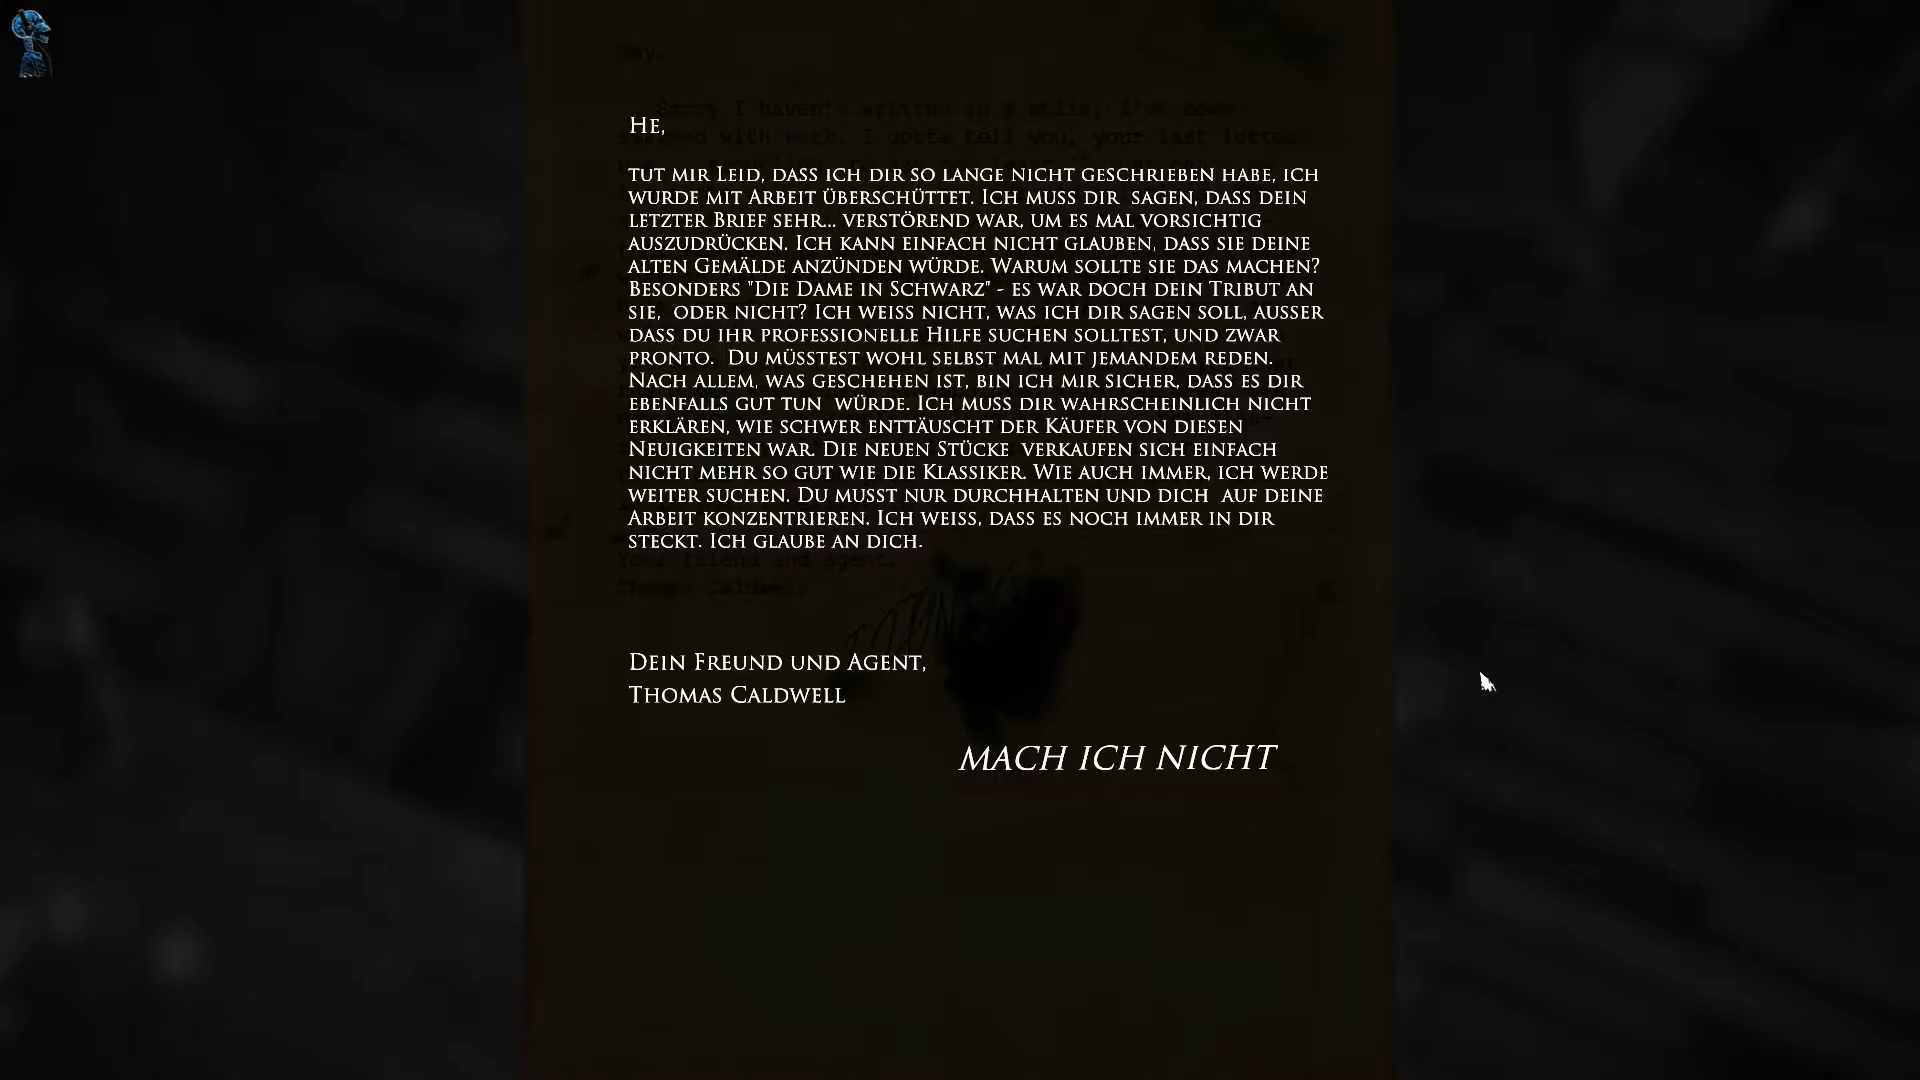 He,
tut mir Leid, dass ich dir so lange nicht geschrieben habe, ich
wurde mit Arbeit überschüttet. Ich muss dir  sagen, dass dein
letzter Brief sehr... verstörend war, um es mal vorsichtig
auszudrücken. Ich kann einfach nicht glauben, dass sie deine
alten Gemälde anzünden würde. Warum sollte sie das machen?
Besonders "Die Dame in Schwarz" - es war doch dein Tribut an
sie,  oder nicht? Ich weiss nicht, was ich dir sagen soll, ausser
dass du ihr professionelle Hilfe suchen solltest, und zwar
pronto.  Du müsstest wohl selbst mal mit jemandem reden.
Nach allem, was geschehen ist, bin ich mir sicher, dass es dir
ebenfalls gut tun  würde. Ich muss dir wahrscheinlich nicht
erklären, wie schwer enttäuscht der Käufer von diesen
Neuigkeiten war. Die neuen Stücke  verkaufen sich einfach
nicht mehr so gut wie die Klassiker. Wie auch immer, ich werde
weiter suchen. Du musst nur durchhalten und dich  auf deine
Arbeit konzentrieren. Ich weiss, dass es noch immer in dir
steckt. Ich glaube an dich.
Dein Freund und Agent,
Thomas Caldwell
MACH ICH NICHT